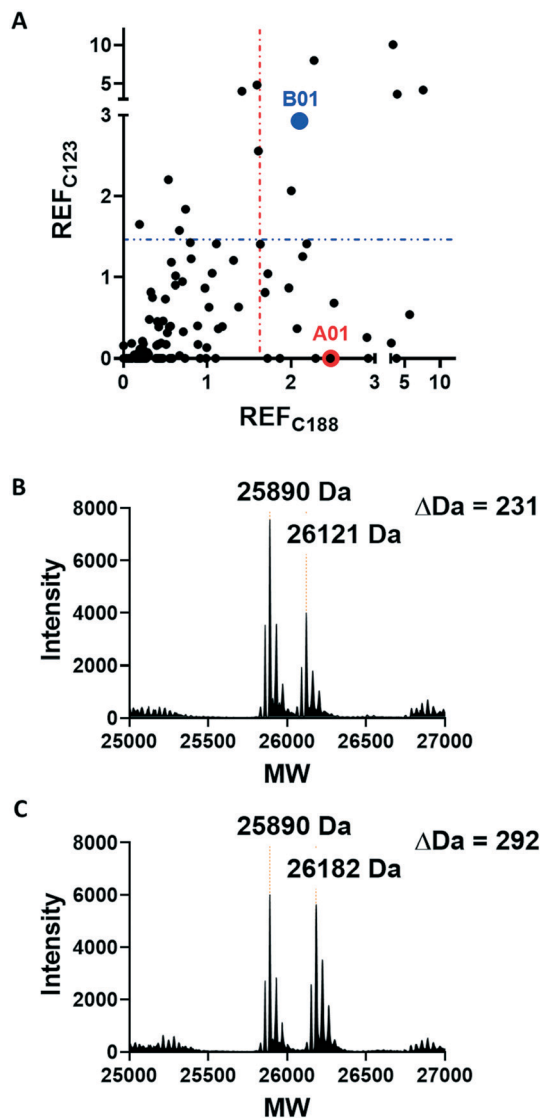 A
10
5
3
2
1
0
REF_C123
B01
A01
0 1 2 3 5 10
REF_C188
B
25890 Da
ΔDa = 231
26121 Da
8000
6000
4000
2000
0
Intensity
25000 25500 26000 26500 27000
MW
C
25890 Da
ΔDa = 292
26182 Da
8000
6000
4000
2000
0
Intensity
25000 25500 26000 26500 27000
MW